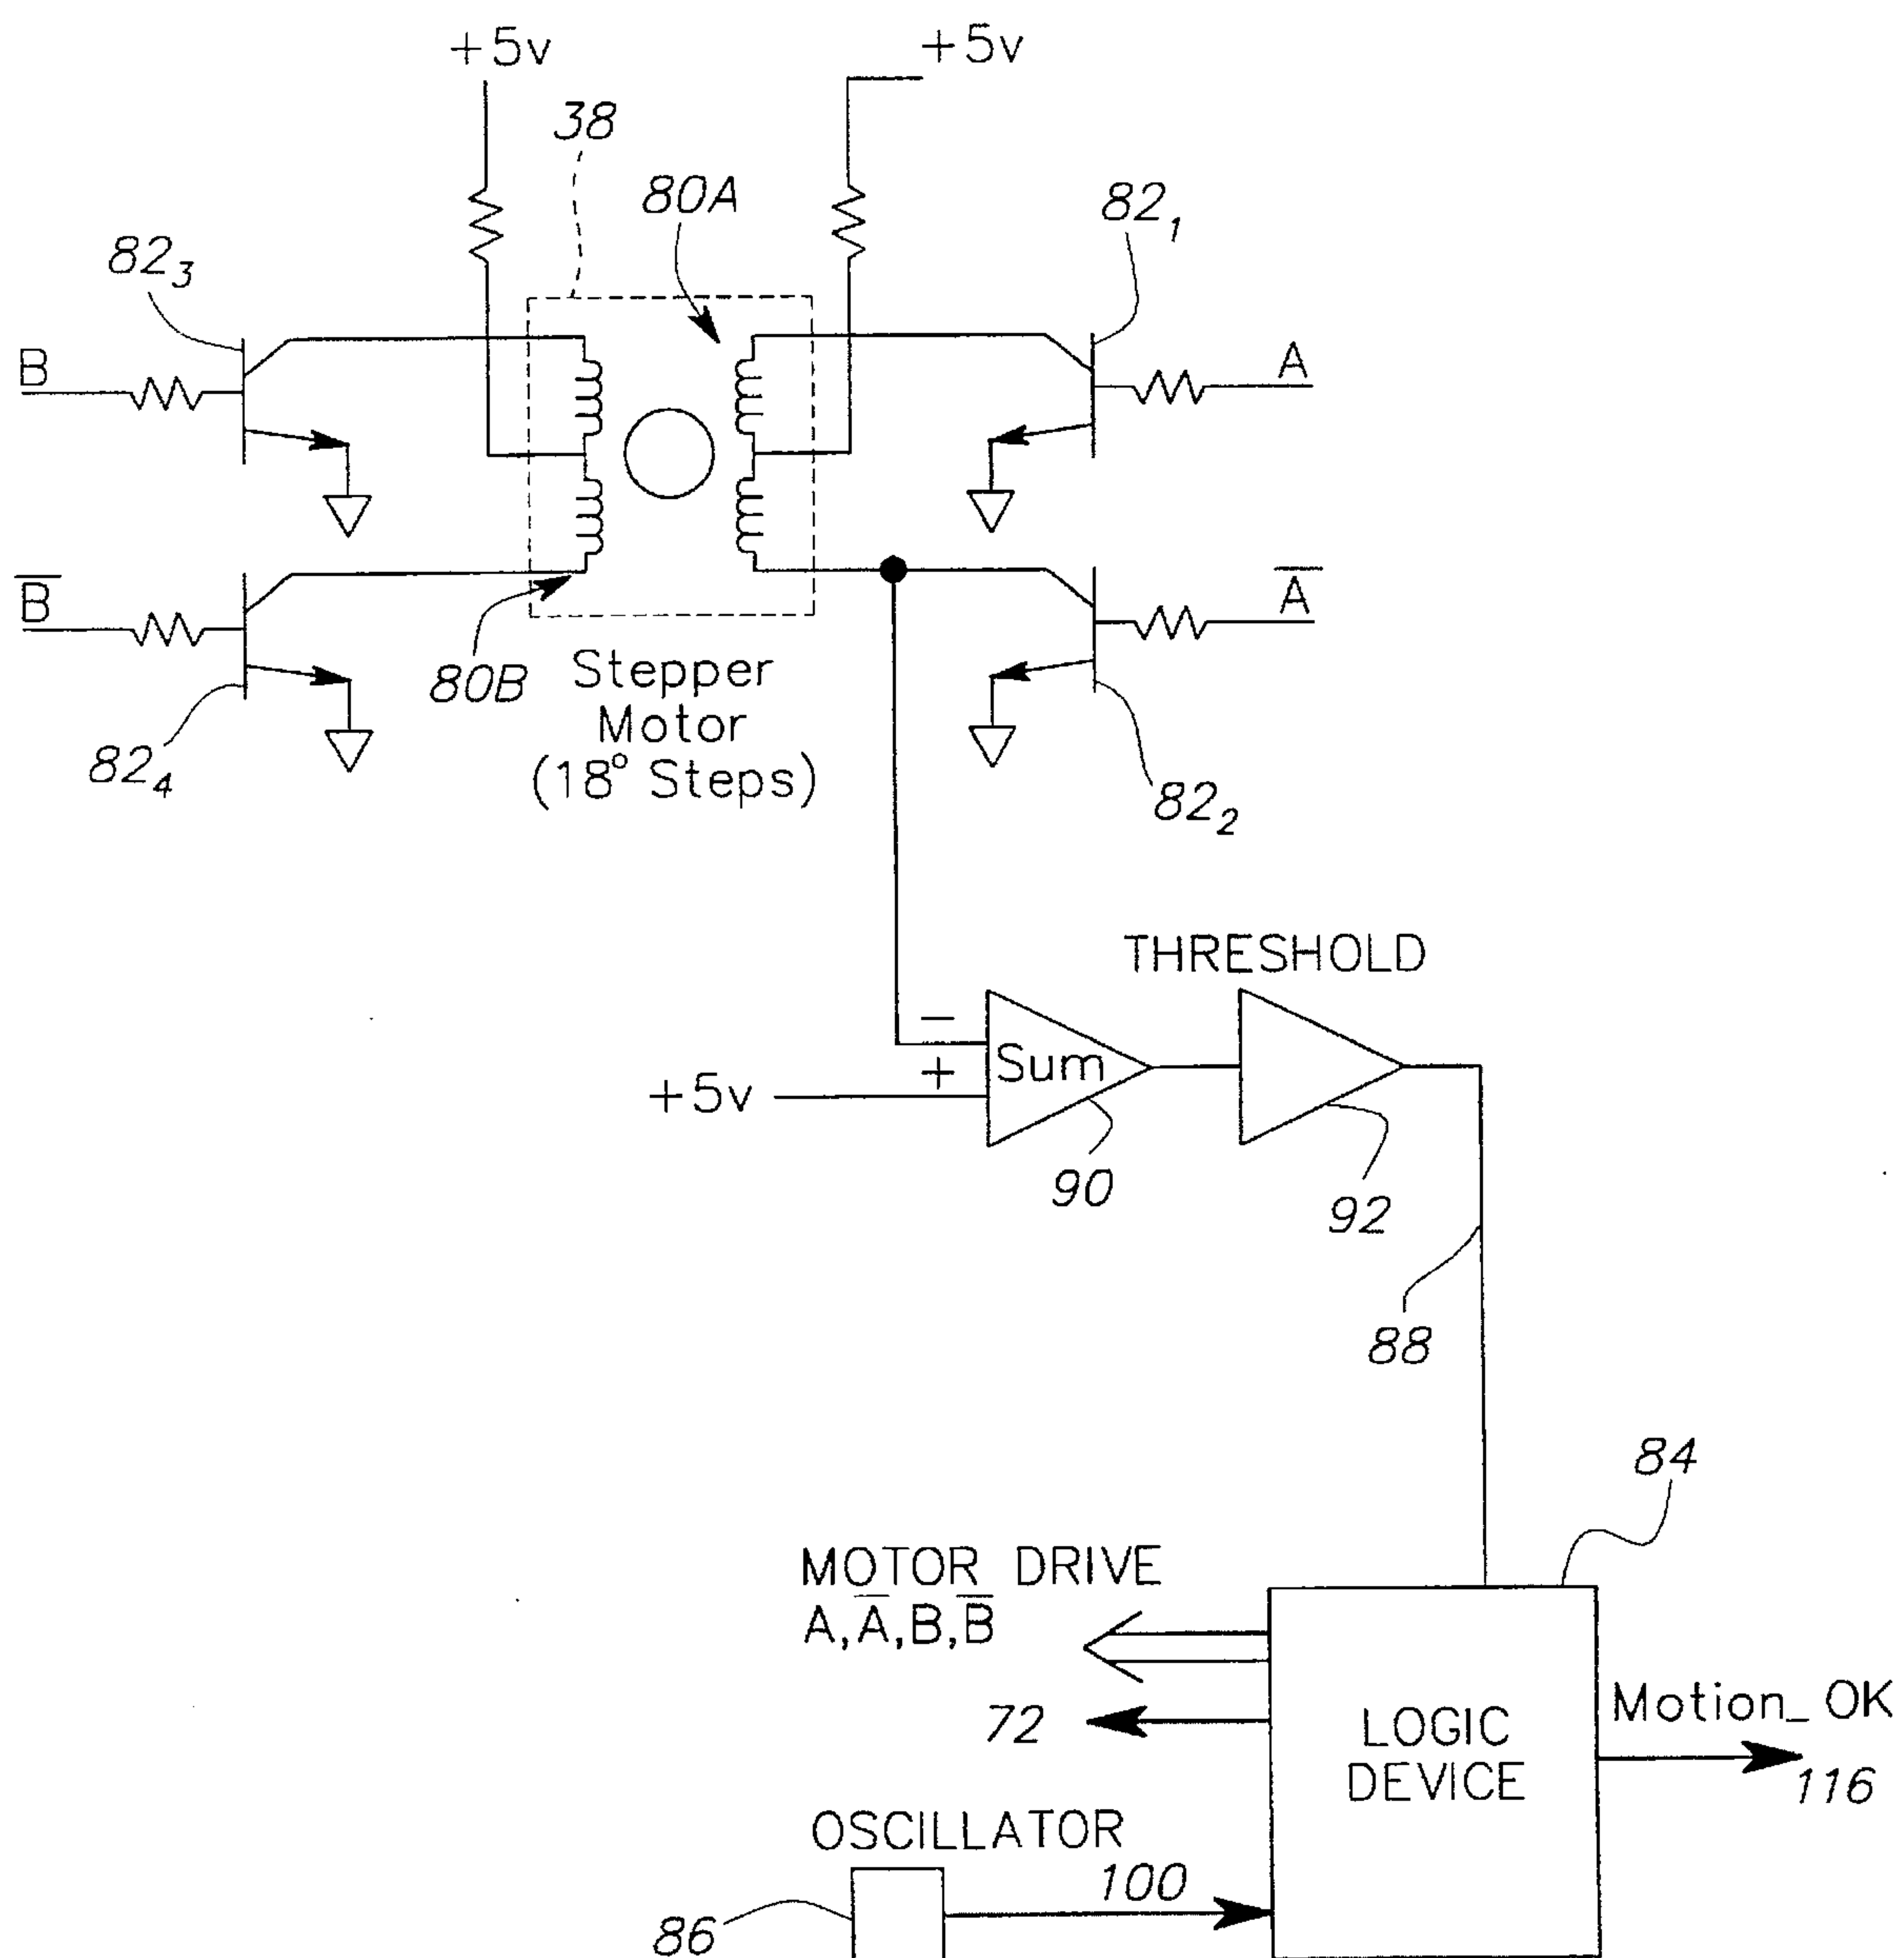 +5v
+5v
38
80A
82₁
82₃
B
A
B̅
A̅
80B
Stepper
Motor
(18° Steps)
82₄
82₂
THRESHOLD
−
+
Sum
+5v
90
92
88
84
MOTOR DRIVE
A, A̅, B, B̅
72
LOGIC
DEVICE
Motion_OK
116
OSCILLATOR
100
86